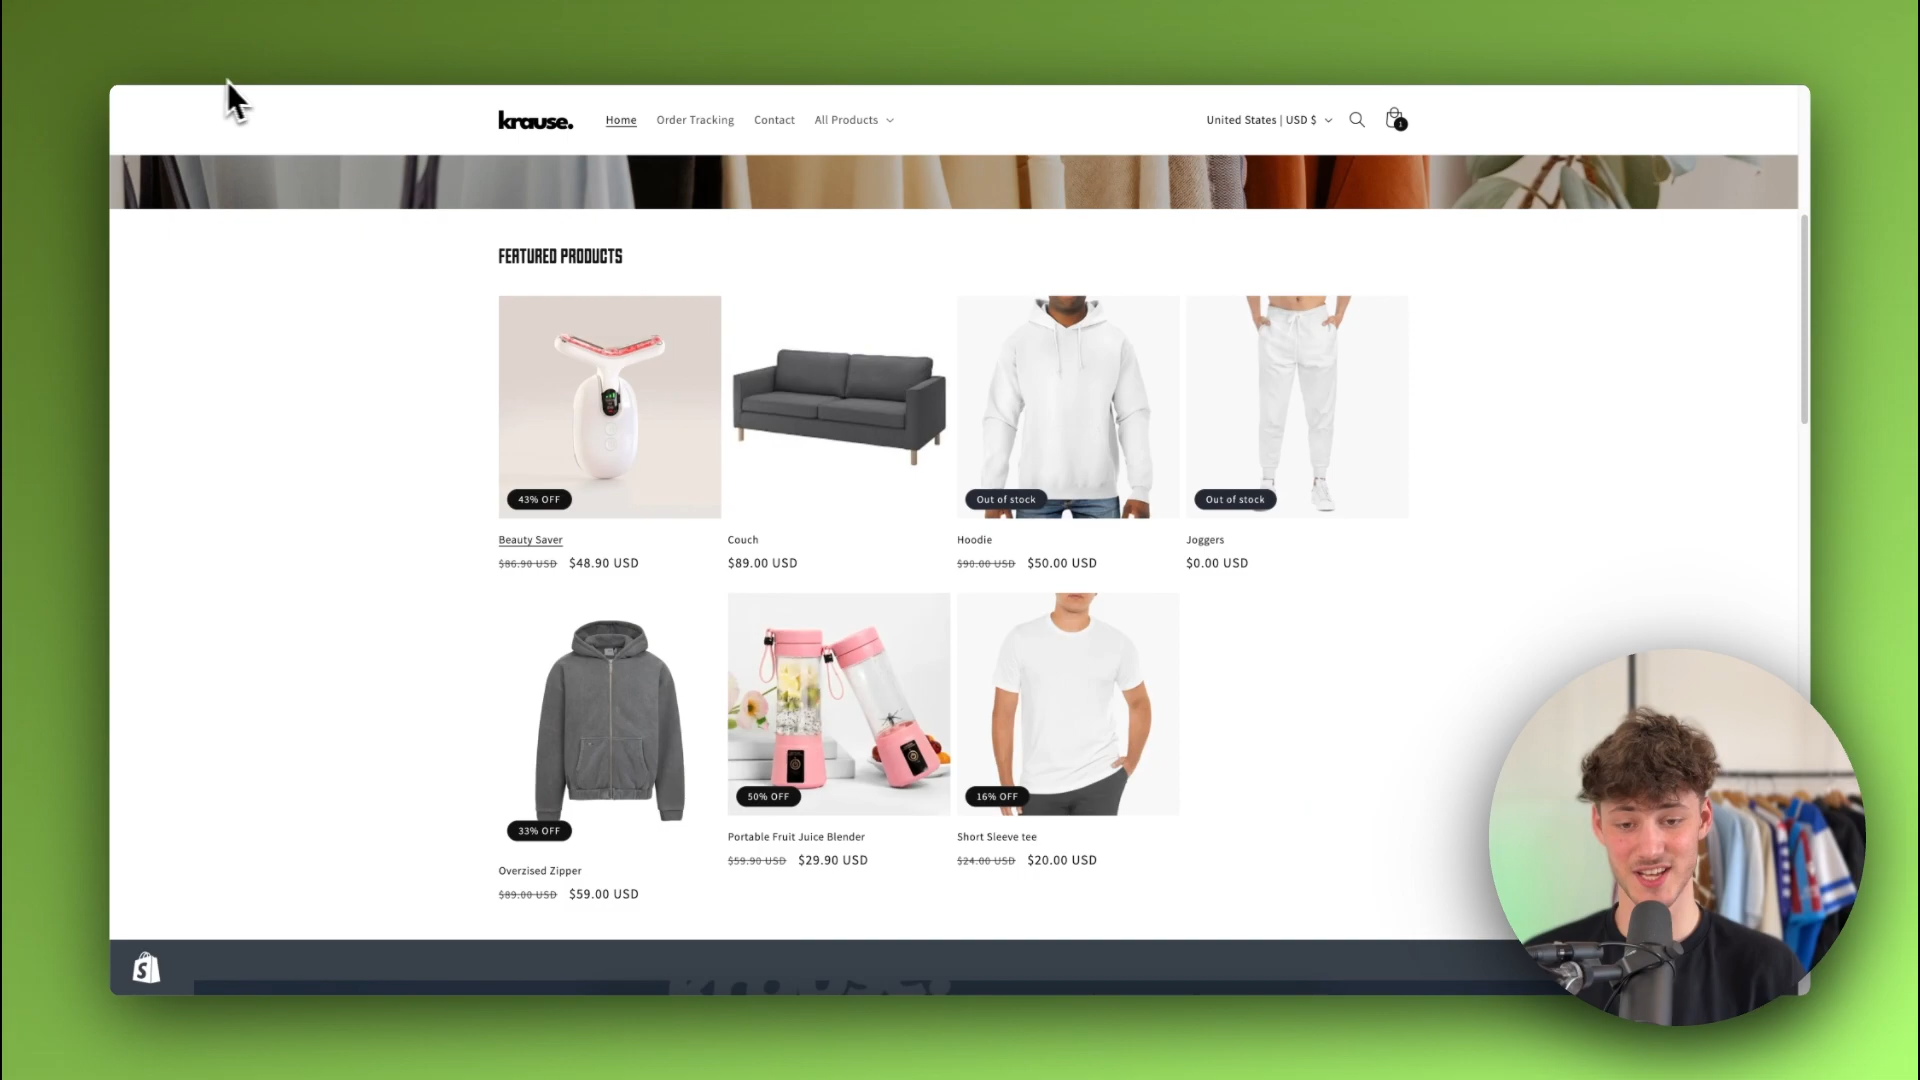 krause.
Home Order Tracking Contact All Products
United States | USD $
1
FEATURED PRODUCTS
43% OFF
Out of stock
Out of stock
Beauty Saver
Couch
Hoodie
Joggers
$86.90 USD $48.90 USD
$89.00 USD
$90.00 USD $50.00 USD
$0.00 USD
33% OFF
50% OFF
16% OFF
Overzised Zipper
Portable Fruit Juice Blender
Short Sleeve tee
$89.00 USD $59.00 USD
$59.90 USD $29.90 USD
$24.00 USD $20.00 USD
S